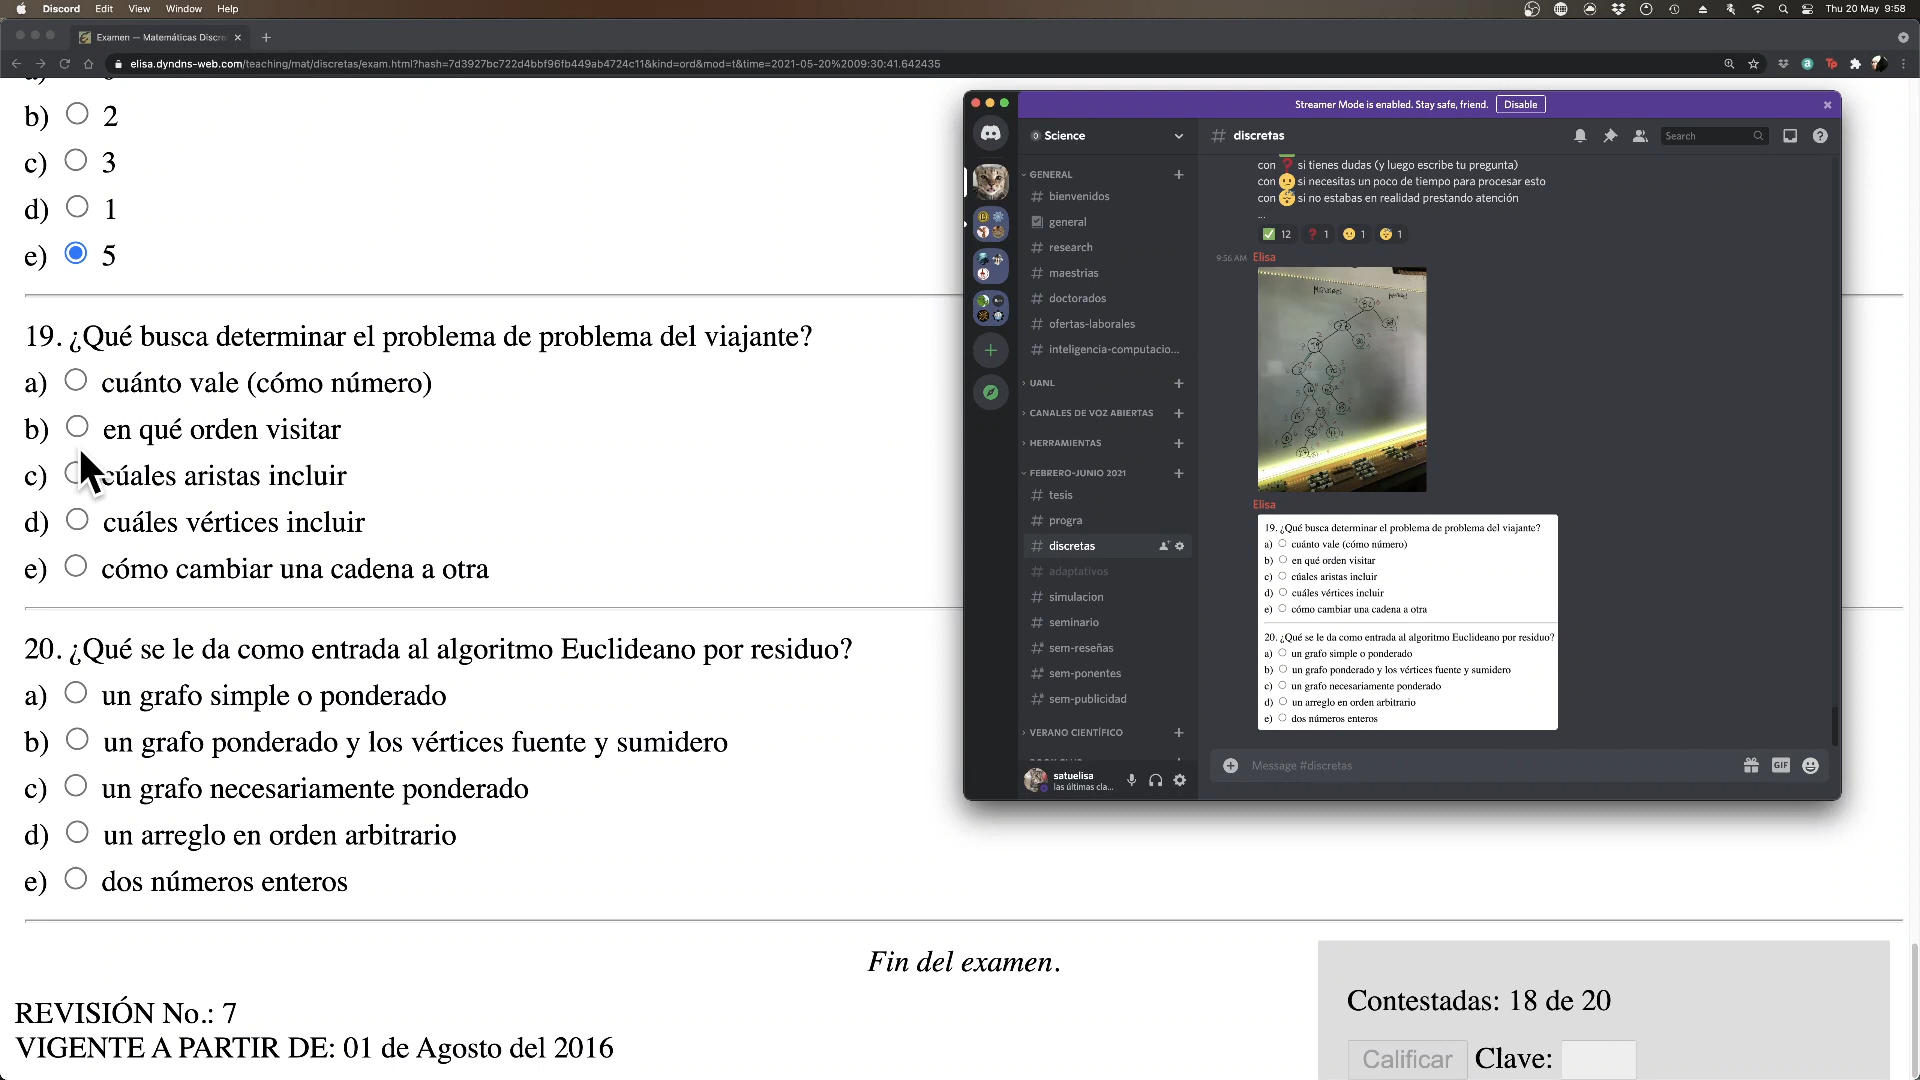 Discord Edit View Window Help
Thu 20 May 9:58
Examen — Matemáticas Discre
elisa.dyndns-web.com/teaching/mat/discretas/exam.html?hash=7d3927bc722d4bbf96fb449ab4724c11&kind=ord&mod=t&time=2021-05-20%2009:30:41.642435
b) 2
c) 3
d) 1
e) 5
19. ¿Qué busca determinar el problema de problema del viajante?
a) cuánto vale (cómo número)
b) en qué orden visitar
c) cúales aristas incluir
d) cuáles vértices incluir
e) cómo cambiar una cadena a otra
20. ¿Qué se le da como entrada al algoritmo Euclideano por residuo?
a) un grafo simple o ponderado
b) un grafo ponderado y los vértices fuente y sumidero
c) un grafo necesariamente ponderado
d) un arreglo en orden arbitrario
e) dos números enteros
Fin del examen.
REVISIÓN No.: 7
VIGENTE A PARTIR DE: 01 de Agosto del 2016
Contestadas: 18 de 20
Calificar Clave:
Streamer Mode is enabled. Stay safe, friend. Disable
Science
GENERAL
# bienvenidos
general
# research
# maestrias
# doctorados
# ofertas-laborales
# inteligencia-computacio...
UANL
CANALES DE VOZ ABIERTAS
HERRAMIENTAS
FEBRERO-JUNIO 2021
# tesis
# progra
# discretas
# adaptativos
# simulacion
# seminario
# sem-reseñas
# sem-ponentes
# sem-publicidad
VERANO CIENTÍFICO
satuelisa
las últimas cla...
# discretas
Search
con ❓ si tienes dudas (y luego escribe tu pregunta)
con 😕 si necesitas un poco de tiempo para procesar esto
con 😴 si no estabas en realidad prestando atención
...
✅ 12 ❓ 1 😕 1 😴 1
9:56 AM Elisa
Elisa
19. ¿Qué busca determinar el problema de problema del viajante?
a) cuánto vale (cómo número)
b) en qué orden visitar
c) cúales aristas incluir
d) cuáles vértices incluir
e) cómo cambiar una cadena a otra
20. ¿Qué se le da como entrada al algoritmo Euclideano por residuo?
a) un grafo simple o ponderado
b) un grafo ponderado y los vértices fuente y sumidero
c) un grafo necesariamente ponderado
d) un arreglo en orden arbitrario
e) dos números enteros
Message #discretas
GIF